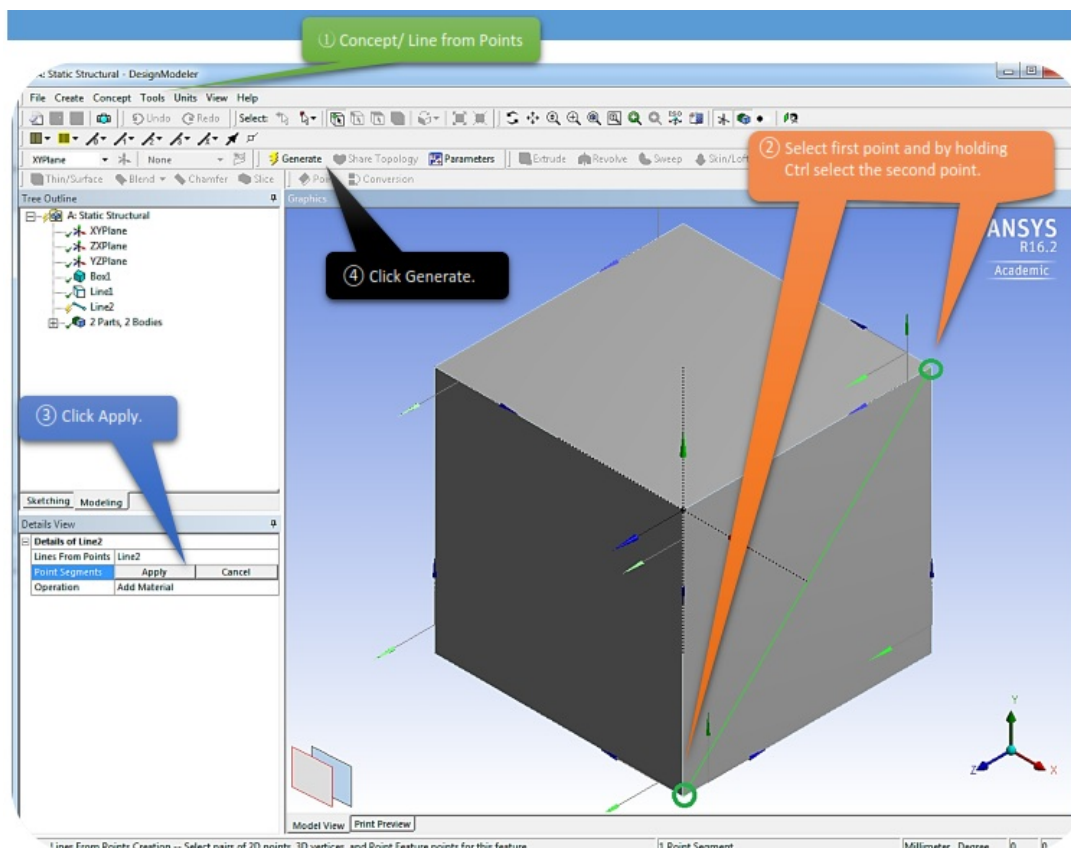 ① Concept/ Line from Points
A: Static Structural - DesignModeler
File Create Concept Tools Units View Help
Undo Redo Select:
XYPlane None Generate Share Topology Parameters Extrude Revolve Sweep Skin/Loft
Thin/Surface Blend Chamfer Slice Point Conversion
② Select first point and by holding
Ctrl select the second point.
Tree Outline
Graphics
A: Static Structural
XYPlane
ZXPlane
YZPlane
Box1
Line1
Line2
2 Parts, 2 Bodies
④ Click Generate.
ANSYS
R16.2
Academic
③ Click Apply.
Sketching Modeling
Details View
Details of Line2
Lines From Points Line2
Point Segments Apply Cancel
Operation Add Material
Y
Z
X
Model View Print Preview
Lines From Points Creation -- Select pairs of 2D points, 3D vertices, and Point Feature points for this feature 1 Point Segment Millimeter Degree 0 0